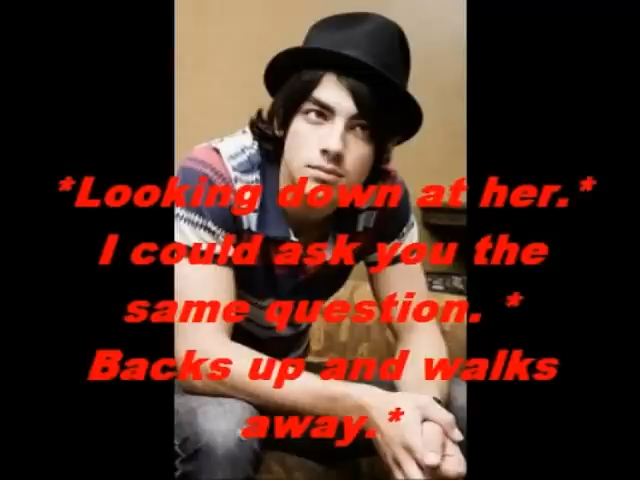 *Looking down at her.*
I could ask you the
same question. *
Backs up and walks
away.*